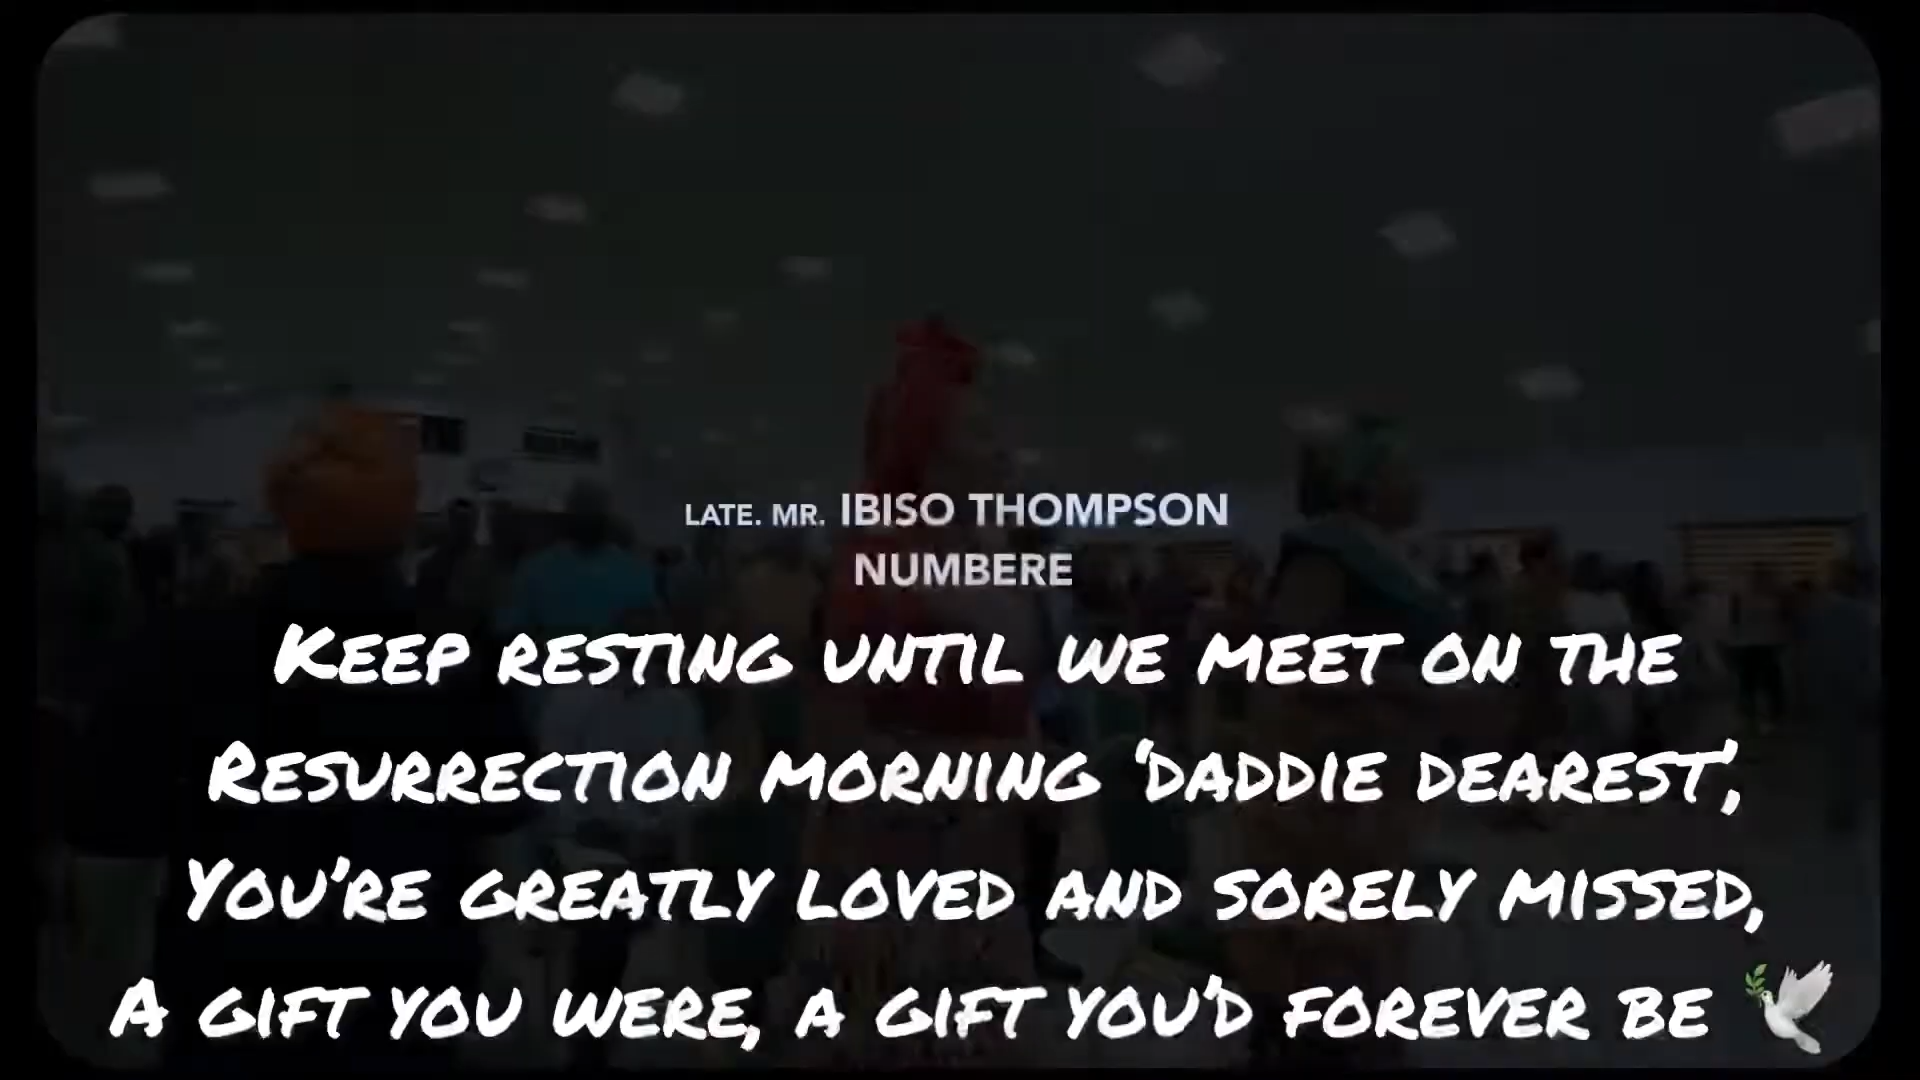 LATE. MR. IBISO THOMPSON
NUMBERE
KEEP RESTING UNTIL WE MEET ON THE
RESURRECTION MORNING ‘DADDIE DEAREST’,
YOU’RE GREATLY LOVED AND SORELY MISSED,
A GIFT YOU WERE, A GIFT YOU’D FOREVER BE 🕊️